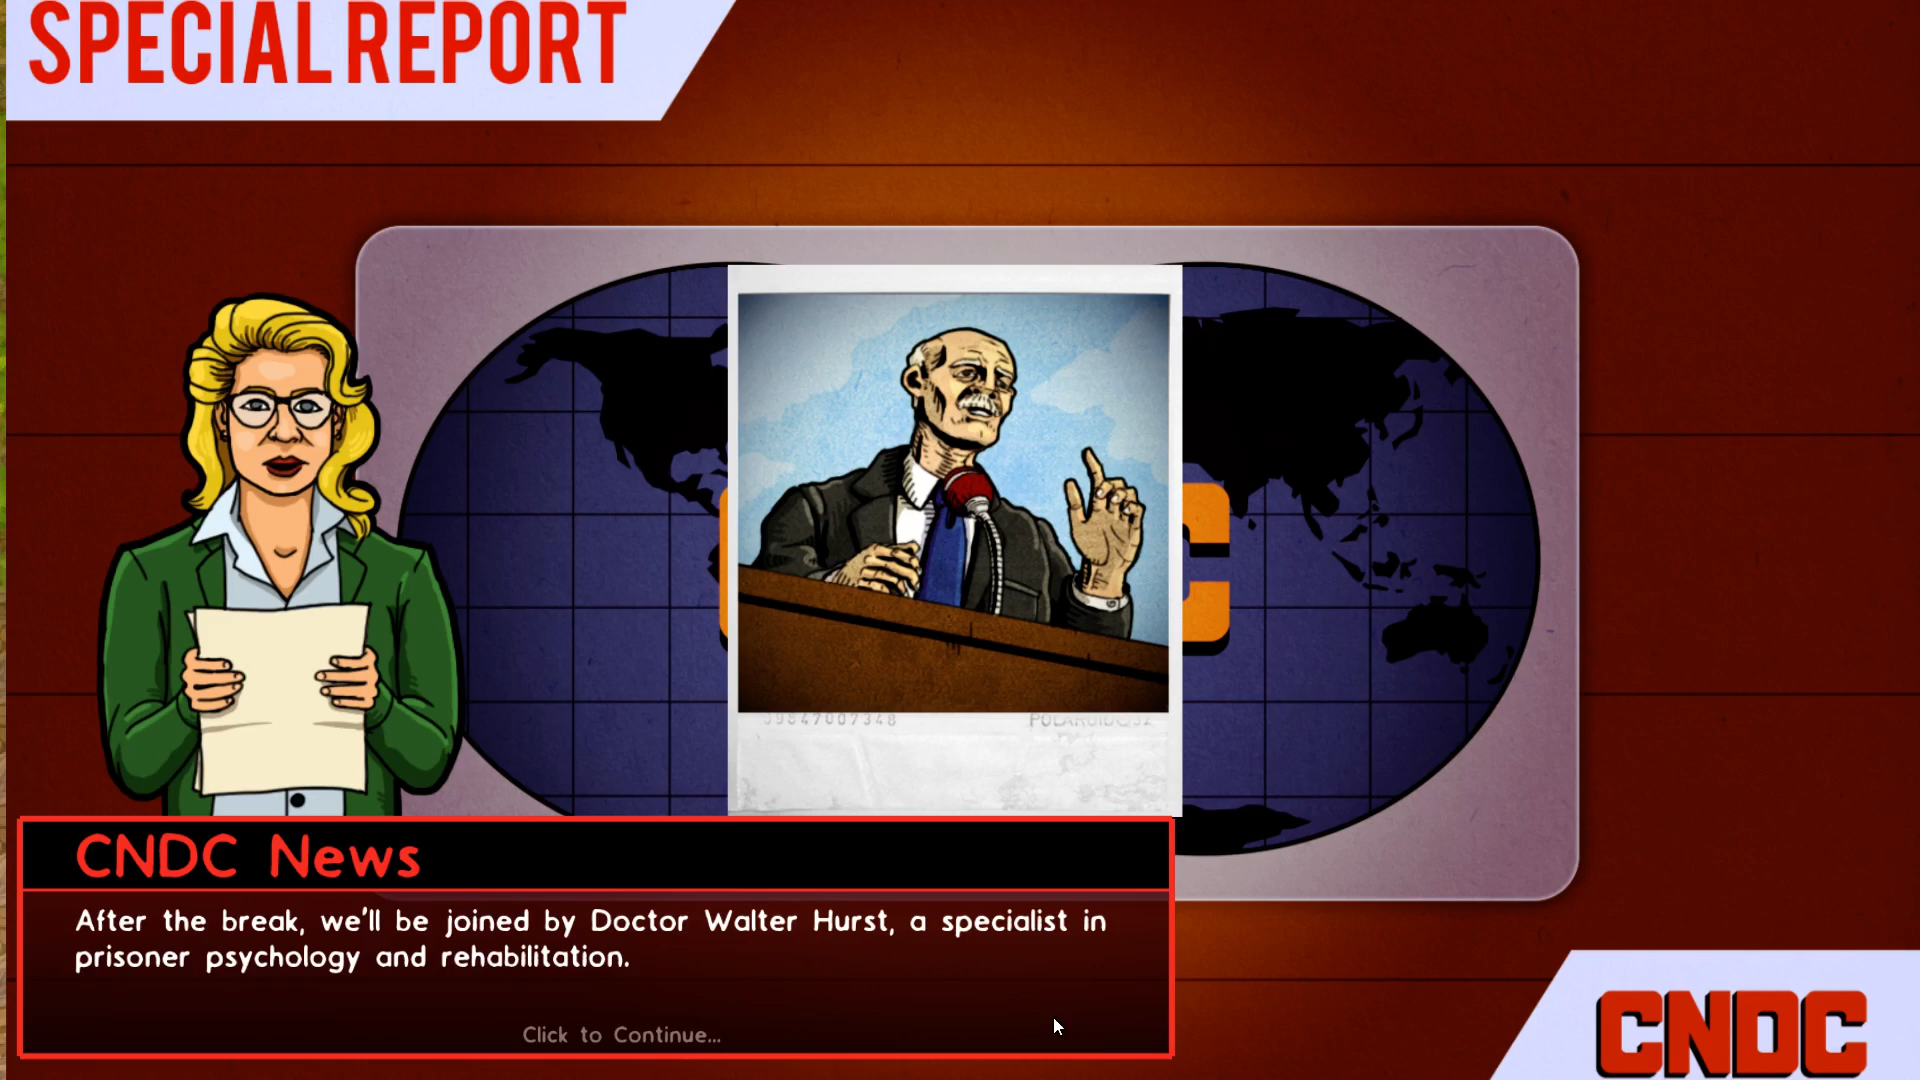 SPECIAL REPORT
CNDC News
After the break, we'll be joined by Doctor Walter Hurst, a specialist in
prisoner psychology and rehabilitation.
Click to Continue...
CNDC